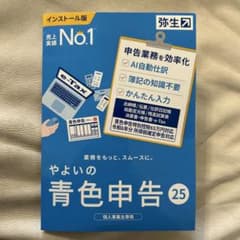 インストール版
弥生
売上実績 No.1
申告業務を効率化
✓AI自動仕訳
✓簿記の知識不要
✓かんたん入力
e-Tax
業務をもっと、スムーズに。
やよいの
青色申告 25
個人事業主専用